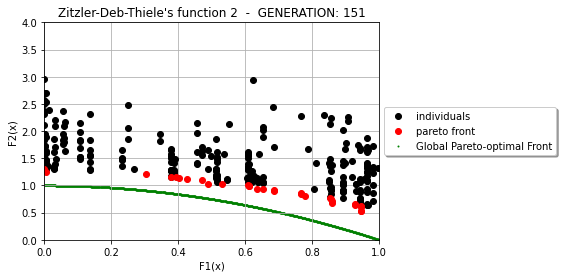 Zitzler-Deb-Thiele's function 2 - GENERATION: 151
4.0
3.5
3.0
2.5
2.0
1.5
1.0
0.5
0.0
F2(x)
0.0 0.2 0.4 0.6 0.8 1.0
F1(x)
individuals
pareto front
Global Pareto-optimal Front